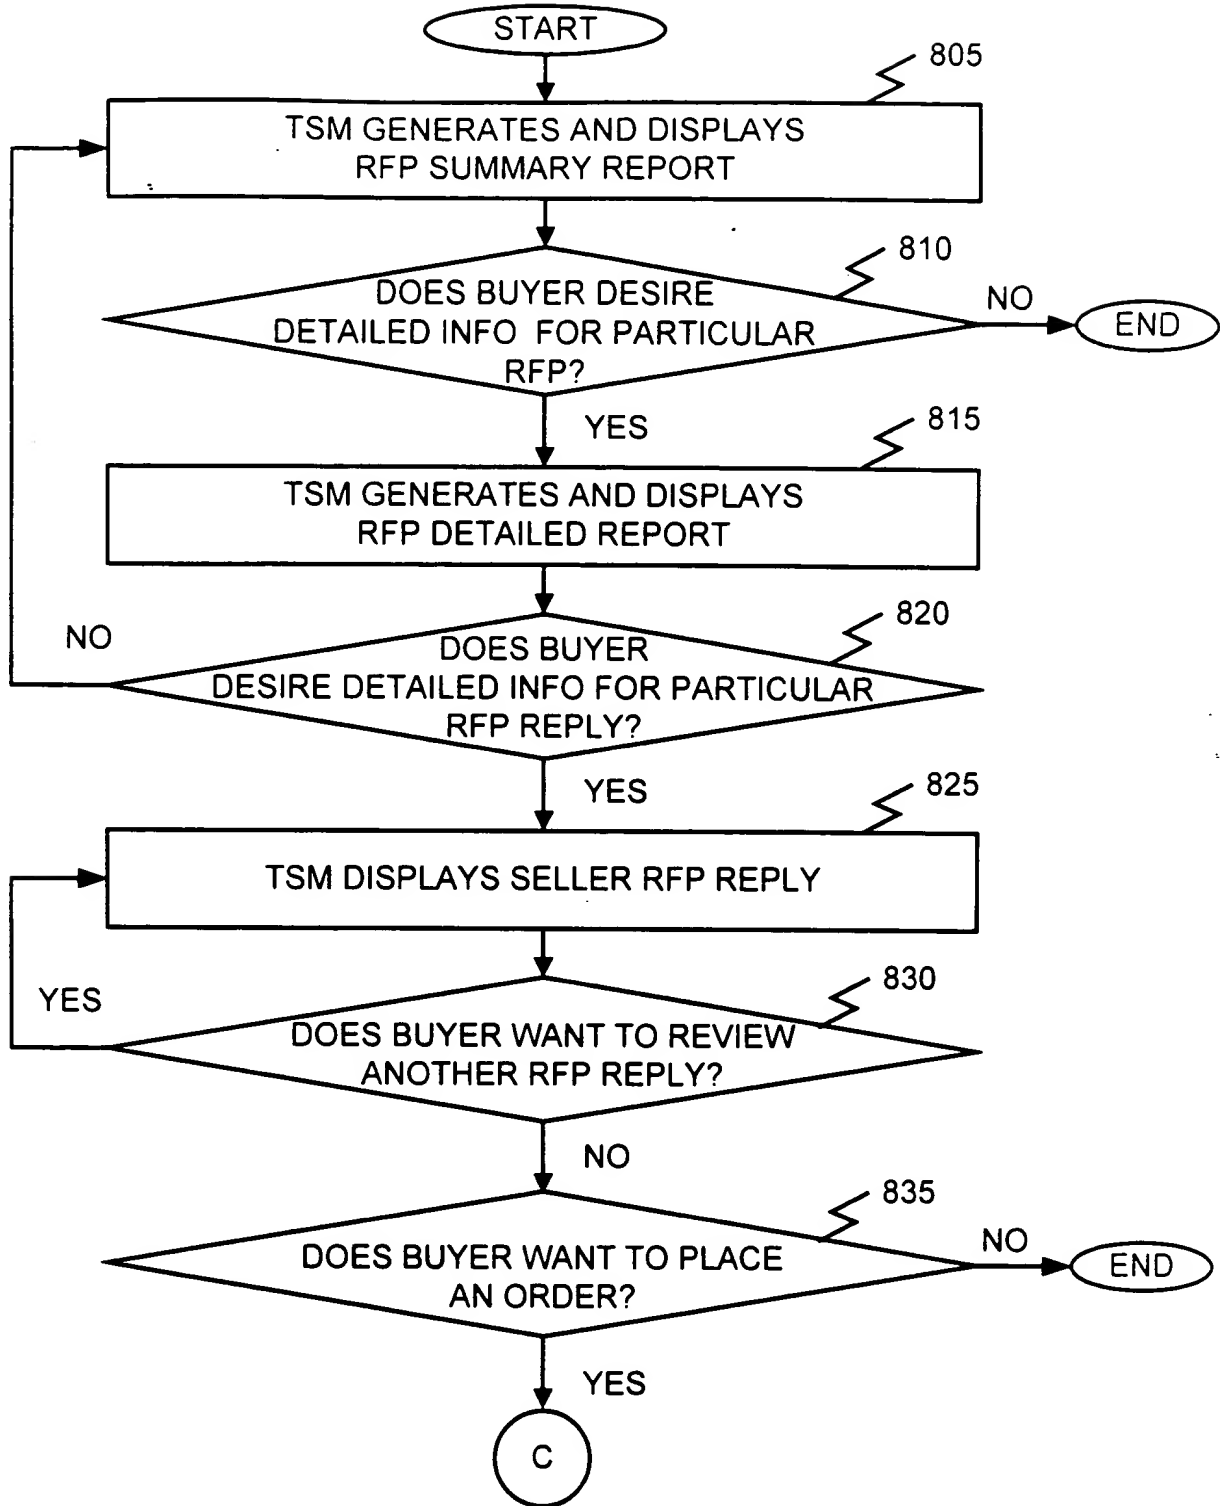 START
805
TSM GENERATES AND DISPLAYS
RFP SUMMARY REPORT
810
DOES BUYER DESIRE
DETAILED INFO FOR PARTICULAR
RFP?
NO
END
YES
815
TSM GENERATES AND DISPLAYS
RFP DETAILED REPORT
820
NO
DOES BUYER
DESIRE DETAILED INFO FOR PARTICULAR
RFP REPLY?
YES
825
TSM DISPLAYS SELLER RFP REPLY
830
YES
DOES BUYER WANT TO REVIEW
ANOTHER RFP REPLY?
NO
835
DOES BUYER WANT TO PLACE
AN ORDER?
NO
END
YES
C